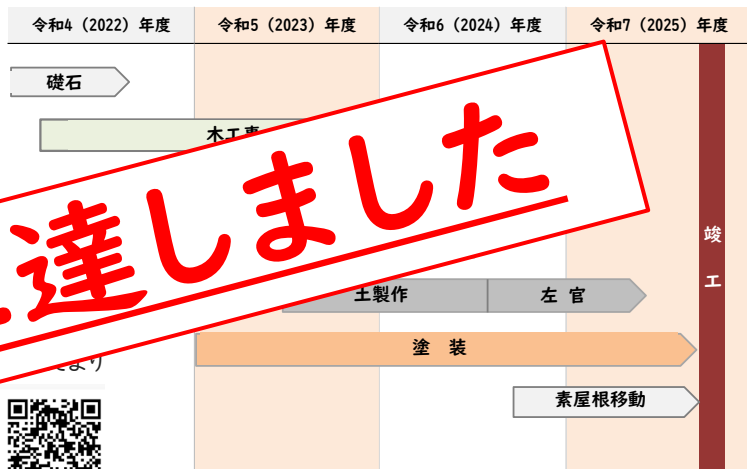 令和4（2022）年度 令和5（2023）年度 令和6（2024）年度 令和7（2025）年度
礎石
木工事
達しました
竣工
土製作 左官
塗 装
より
素屋根移動